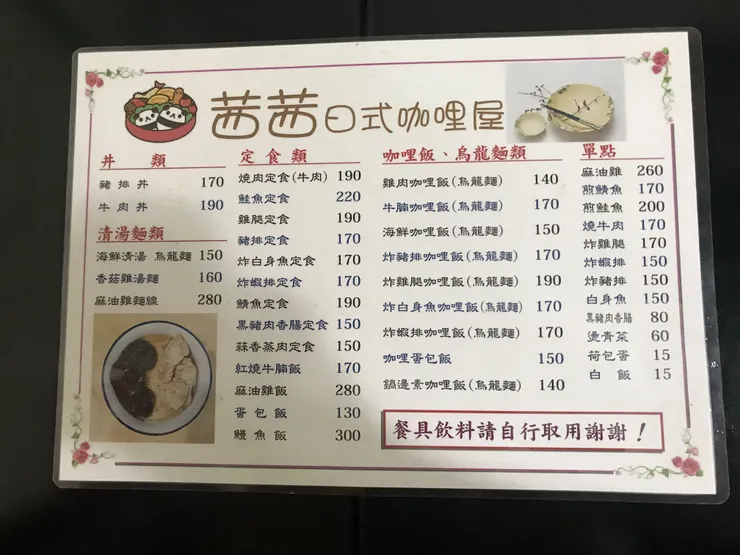 茜茜日式咖哩屋
丼 類
豬排丼 170
牛肉丼 190
清湯麵類
海鮮清湯 烏龍麵 150
香菇雞湯麵 160
麻油雞麵線 280
定食類
燒肉定食(牛肉) 190
鮭魚定食 220
雞腿定食 190
豬排定食 170
炸白身魚定食 170
炸蝦排定食 170
鯖魚定食 190
黑豬肉香腸定食 150
蒜香蒸肉定食 150
紅燒牛腩飯 170
麻油雞飯 280
蛋包飯 130
鰻魚飯 300
咖哩飯、烏龍麵類
雞肉咖哩飯(烏龍麵) 140
牛腩咖哩飯(烏龍麵) 170
海鮮咖哩飯(烏龍麵) 150
炸豬排咖哩飯(烏龍麵) 170
炸雞腿咖哩飯(烏龍麵) 190
炸白身魚咖哩飯(烏龍麵) 170
炸蝦排咖哩飯(烏龍麵) 170
咖哩蛋包飯 150
鍋邊素咖哩飯(烏龍麵) 140
單點
麻油雞 260
煎鯖魚 170
煎鮭魚 200
燒牛肉 170
炸雞腿 170
炸蝦排 150
炸豬排 150
白身魚 150
黑豬肉香腸 80
燙青菜 60
荷包蛋 15
白飯 15
餐具飲料請自行取用謝謝!